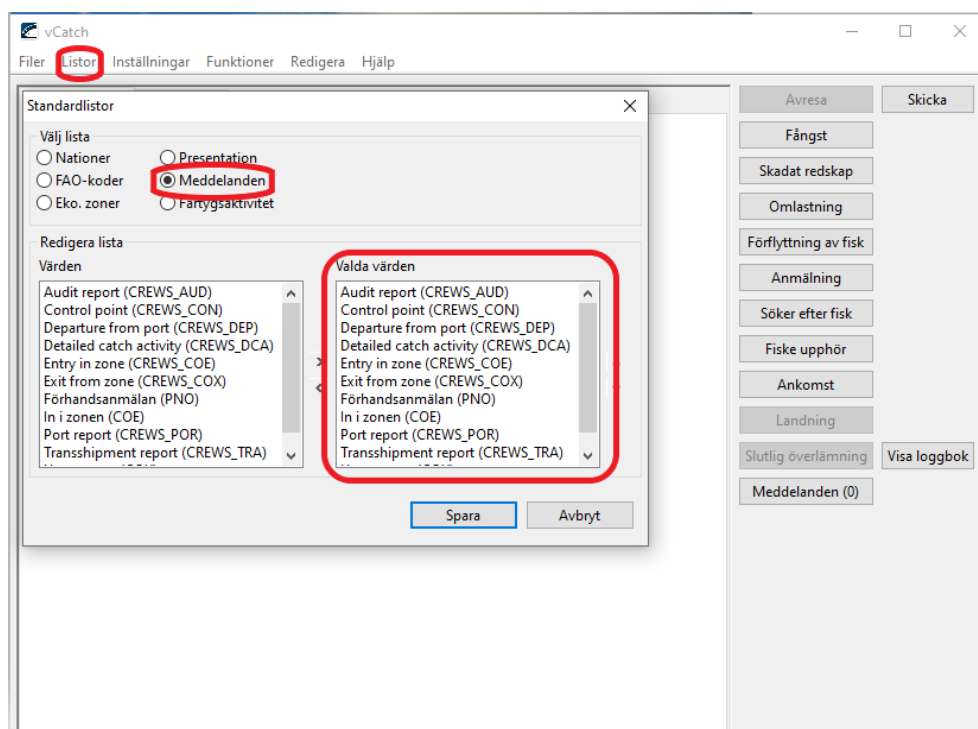 vCatch
Filer Listor Inställningar Funktioner Redigera Hjälp
Standardlistor
Välj lista
Nationer Presentation
FAO-koder Meddelanden
Eko. zoner Fartygsaktivitet
Redigera lista
Värden Valda värden
Audit report (CREWS_AUD) Audit report (CREWS_AUD)
Control point (CREWS_CON) Control point (CREWS_CON)
Departure from port (CREWS_DEP) Departure from port (CREWS_DEP)
Detailed catch activity (CREWS_DCA) Detailed catch activity (CREWS_DCA)
Entry in zone (CREWS_COE) Entry in zone (CREWS_COE)
Exit from zone (CREWS_COX) Exit from zone (CREWS_COX)
Förhandsanmälan (PNO) Förhandsanmälan (PNO)
In i zonen (COE) In i zonen (COE)
Port report (CREWS_POR) Port report (CREWS_POR)
Transshipment report (CREWS_TRA) Transshipment report (CREWS_TRA)
Spara Avbryt
Avresa Skicka
Fångst
Skadat redskap
Omlastning
Förflyttning av fisk
Anmälning
Söker efter fisk
Fiske upphör
Ankomst
Landning
Slutlig överlämning Visa loggbok
Meddelanden (0)